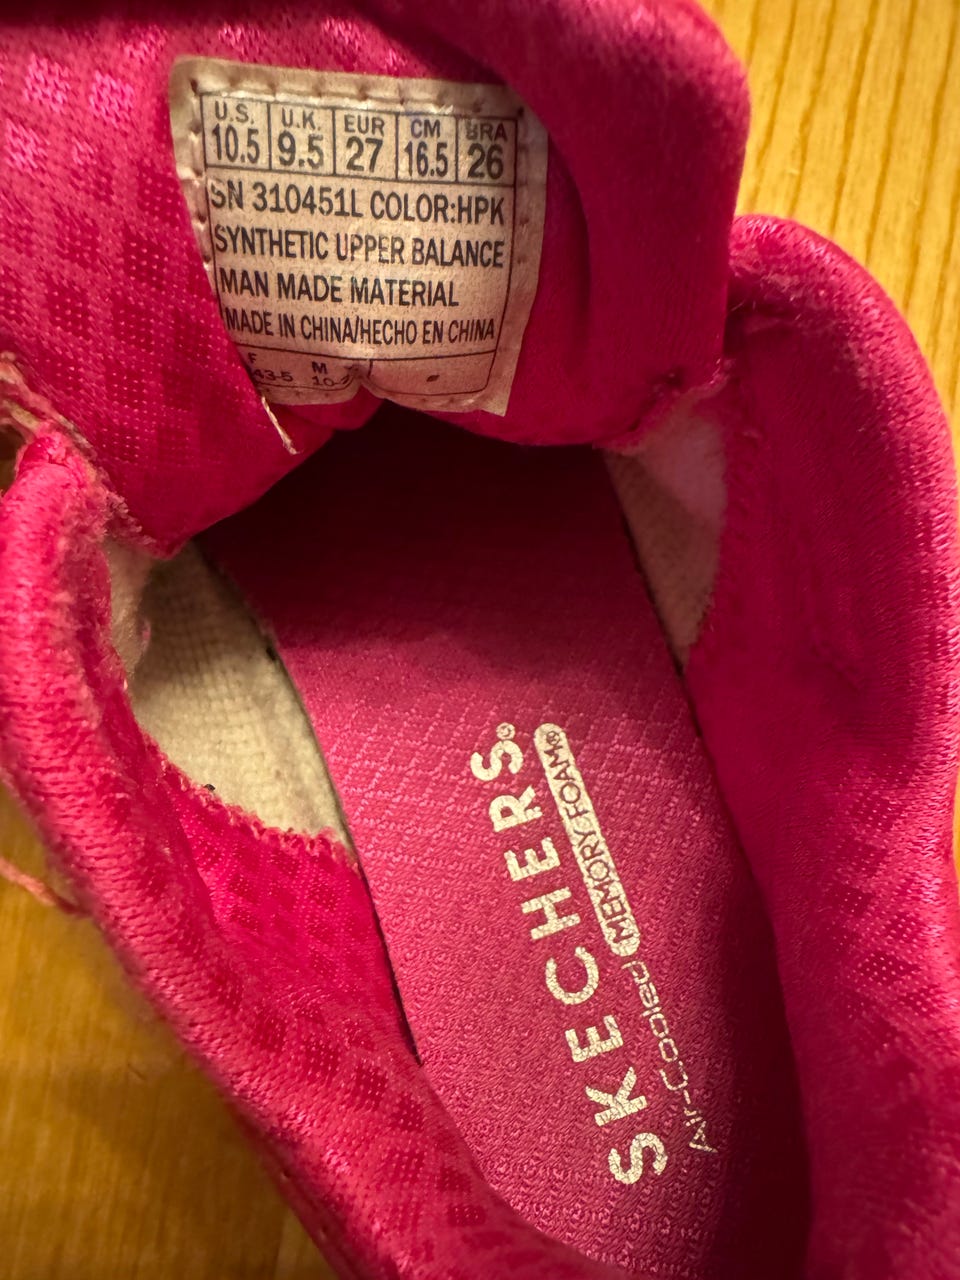 U.S. U.K. EUR CM BRA
10.5 9.5 27 16.5 26
SN 310451L COLOR:HPK
SYNTHETIC UPPER BALANCE
MAN MADE MATERIAL
MADE IN CHINA/HECHO EN CHINA
F M
SKECHERS
Air-Cooled MEMORY FOAM®